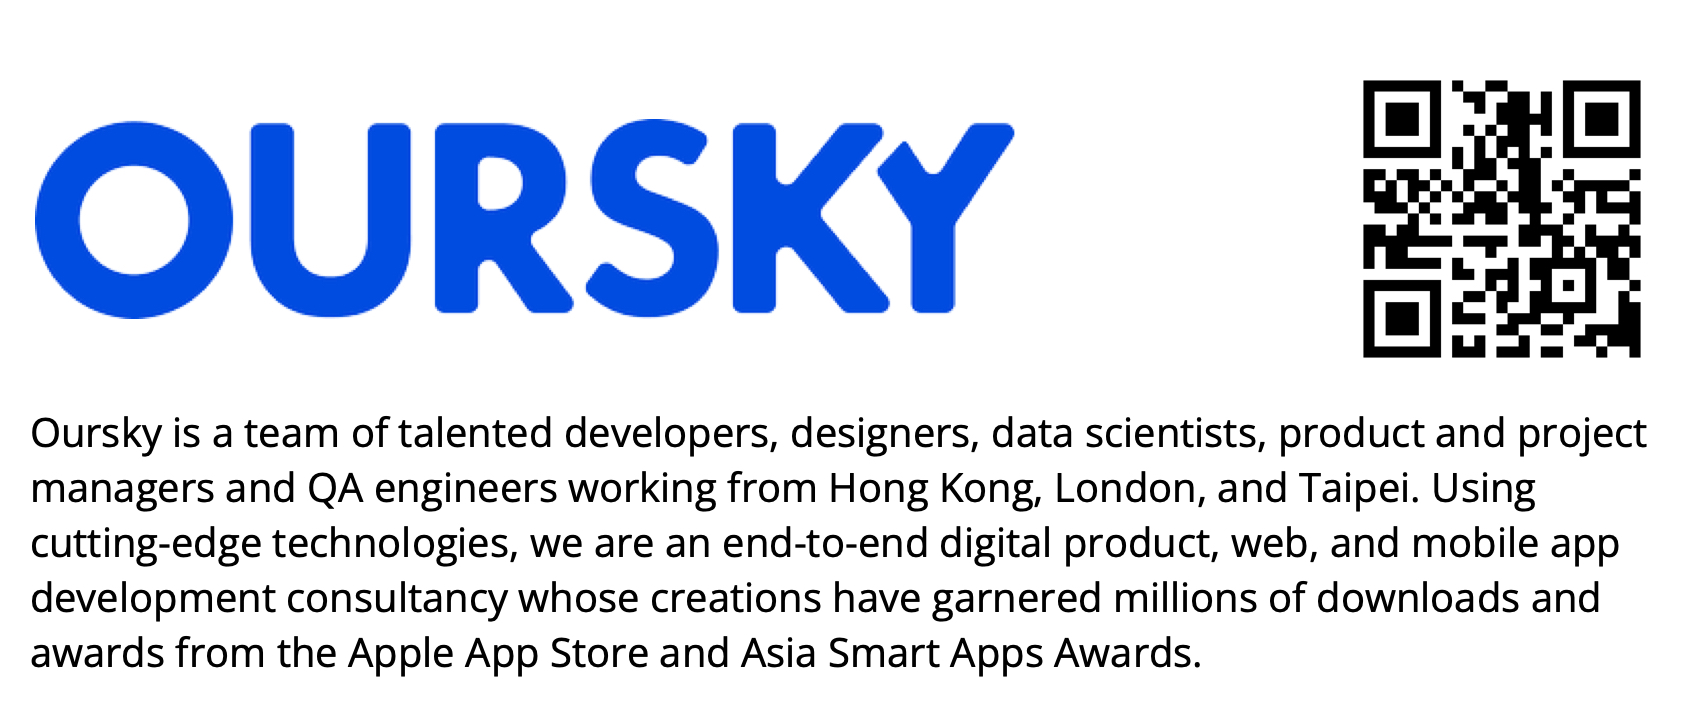 OURSKY
Oursky is a team of talented developers, designers, data scientists, product and project
managers and QA engineers working from Hong Kong, London, and Taipei. Using
cutting-edge technologies, we are an end-to-end digital product, web, and mobile app
development consultancy whose creations have garnered millions of downloads and
awards from the Apple App Store and Asia Smart Apps Awards.